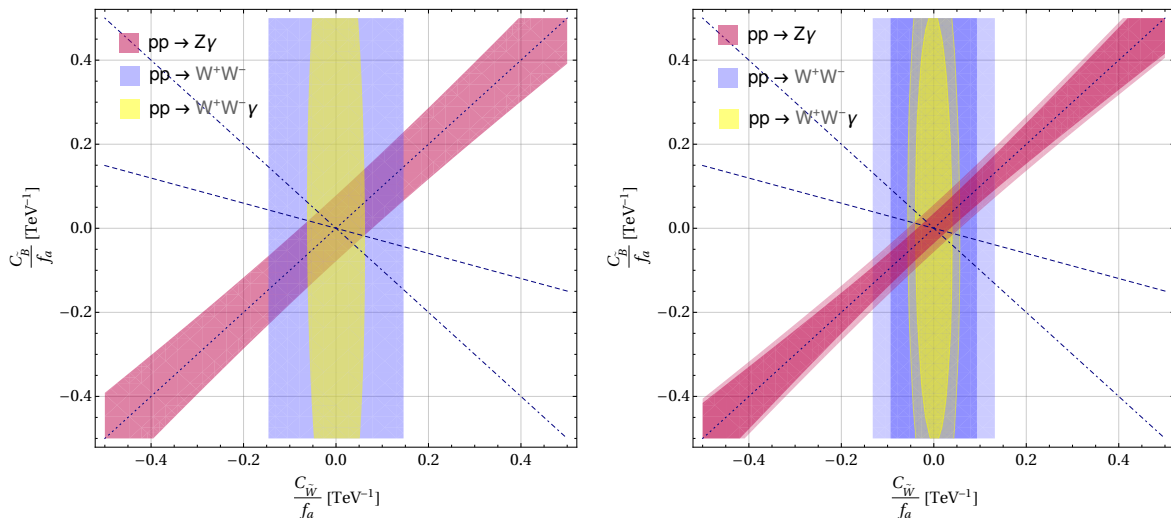 pp → Zγ
pp → W⁺W⁻
pp → W⁺W⁻γ
0.4
0.2
0.0
−0.2
−0.4
−0.4
−0.2
0.0
0.2
0.4
C_B̃ / f_a [TeV⁻¹]
C_W̃ / f_a [TeV⁻¹]
pp → Zγ
pp → W⁺W⁻
pp → W⁺W⁻γ
0.4
0.2
0.0
−0.2
−0.4
−0.4
−0.2
0.0
0.2
0.4
C_B̃ / f_a [TeV⁻¹]
C_W̃ / f_a [TeV⁻¹]